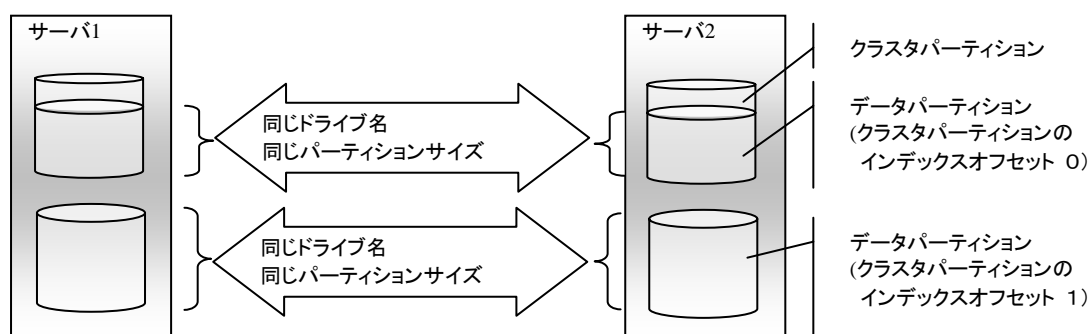 サーバ1
サーバ2
クラスタパーティション
同じドライブ名
同じパーティションサイズ
データパーティション
(クラスタパーティションの
インデックスオフセット 0)
同じドライブ名
同じパーティションサイズ
データパーティション
(クラスタパーティションの
インデックスオフセット 1)